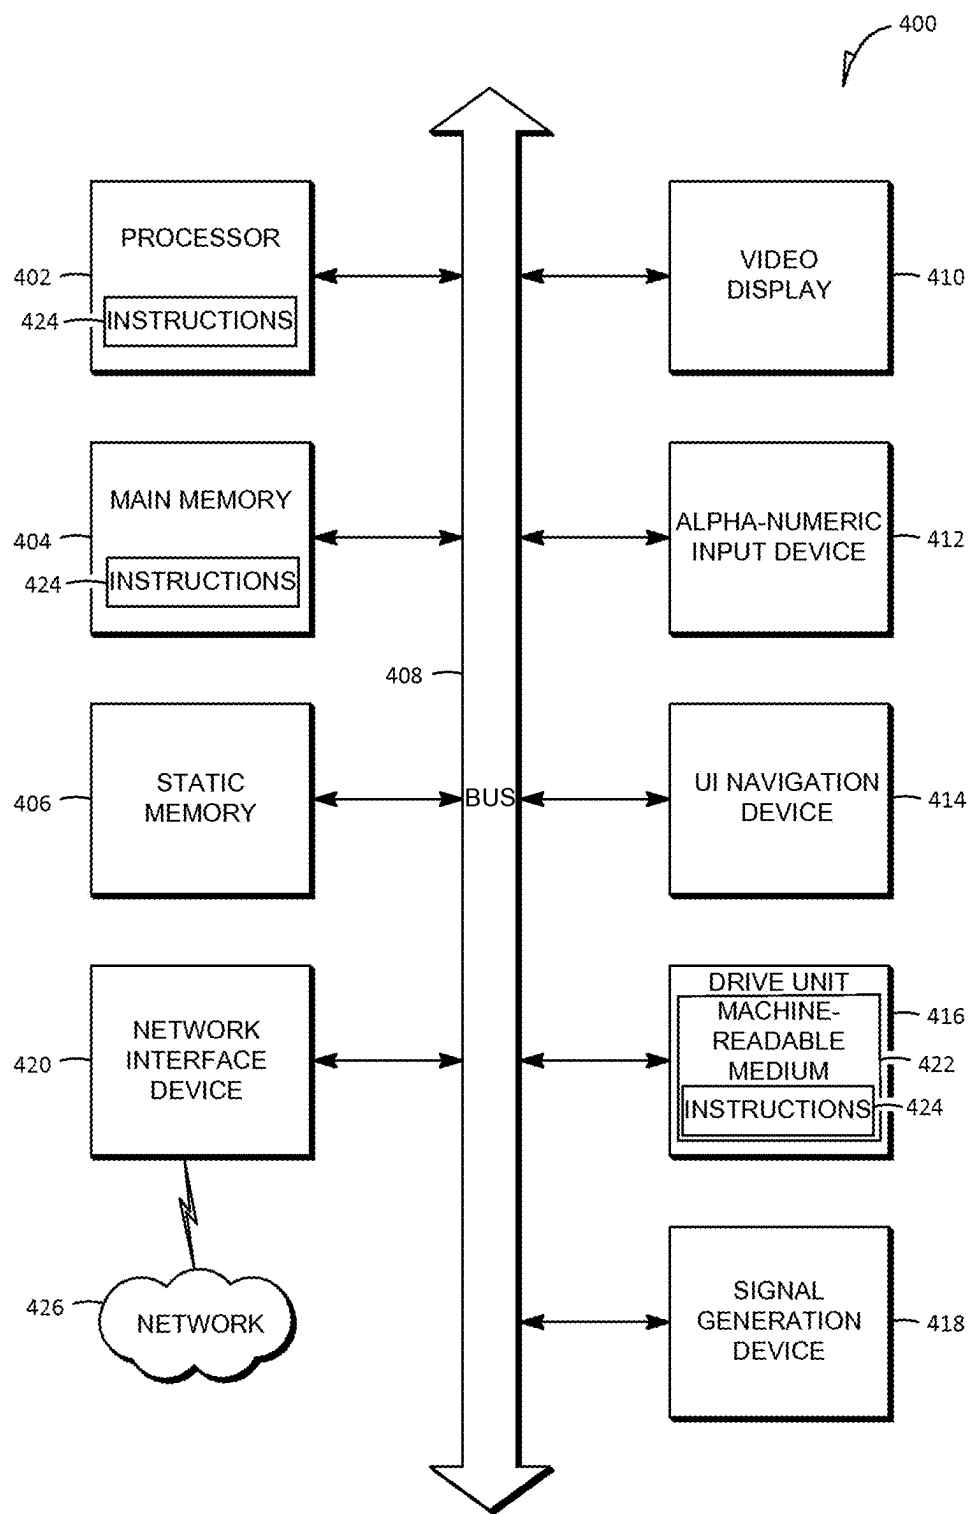 400
PROCESSOR
402
424
INSTRUCTIONS
VIDEO
DISPLAY
410
MAIN MEMORY
404
424
INSTRUCTIONS
ALPHA-NUMERIC
INPUT DEVICE
412
408
STATIC
MEMORY
406
BUS
UI NAVIGATION
DEVICE
414
NETWORK
INTERFACE
DEVICE
420
DRIVE UNIT
MACHINE-
READABLE
MEDIUM
INSTRUCTIONS
416
422
424
426
NETWORK
SIGNAL
GENERATION
DEVICE
418